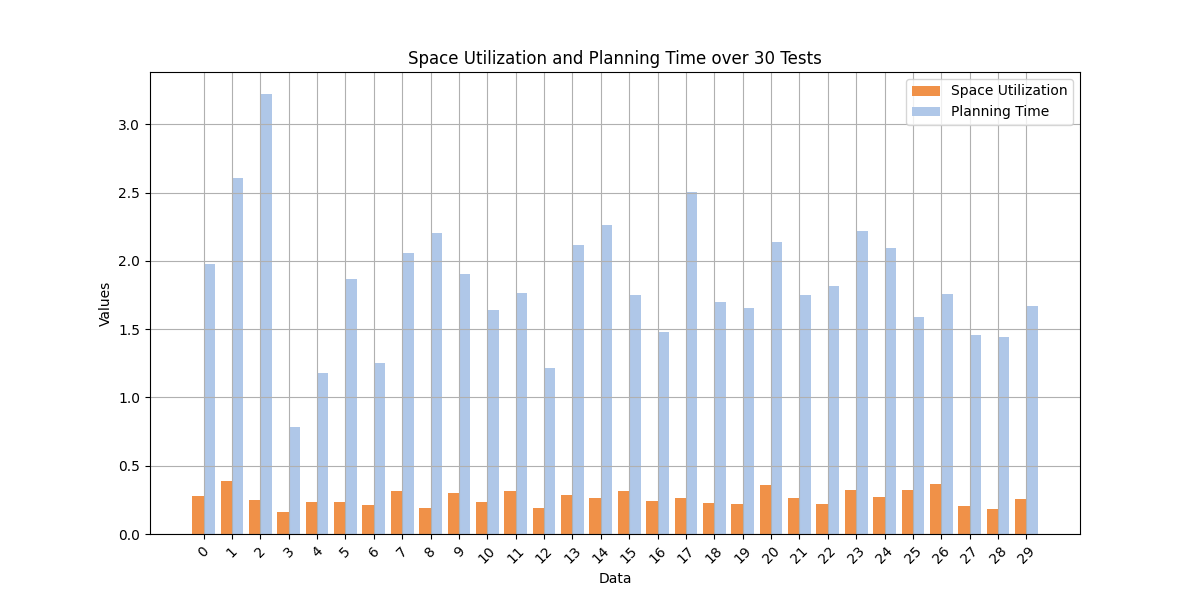 Space Utilization and Planning Time over 30 Tests
Space Utilization
Planning Time
3.0
2.5
2.0
1.5
1.0
0.5
0.0
Values
0 1 2 3 4 5 6 7 8 9 10 11 12 13 14 15 16 17 18 19 20 21 22 23 24 25 26 27 28 29
Data